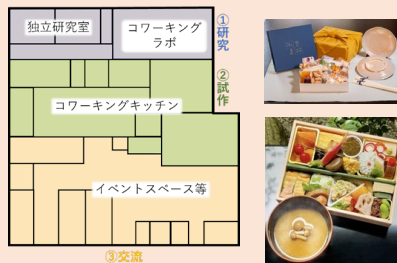 独立研究室
コワーキング
ラボ
①研究
②試作
コワーキングキッチン
イベントスペース等
③交流